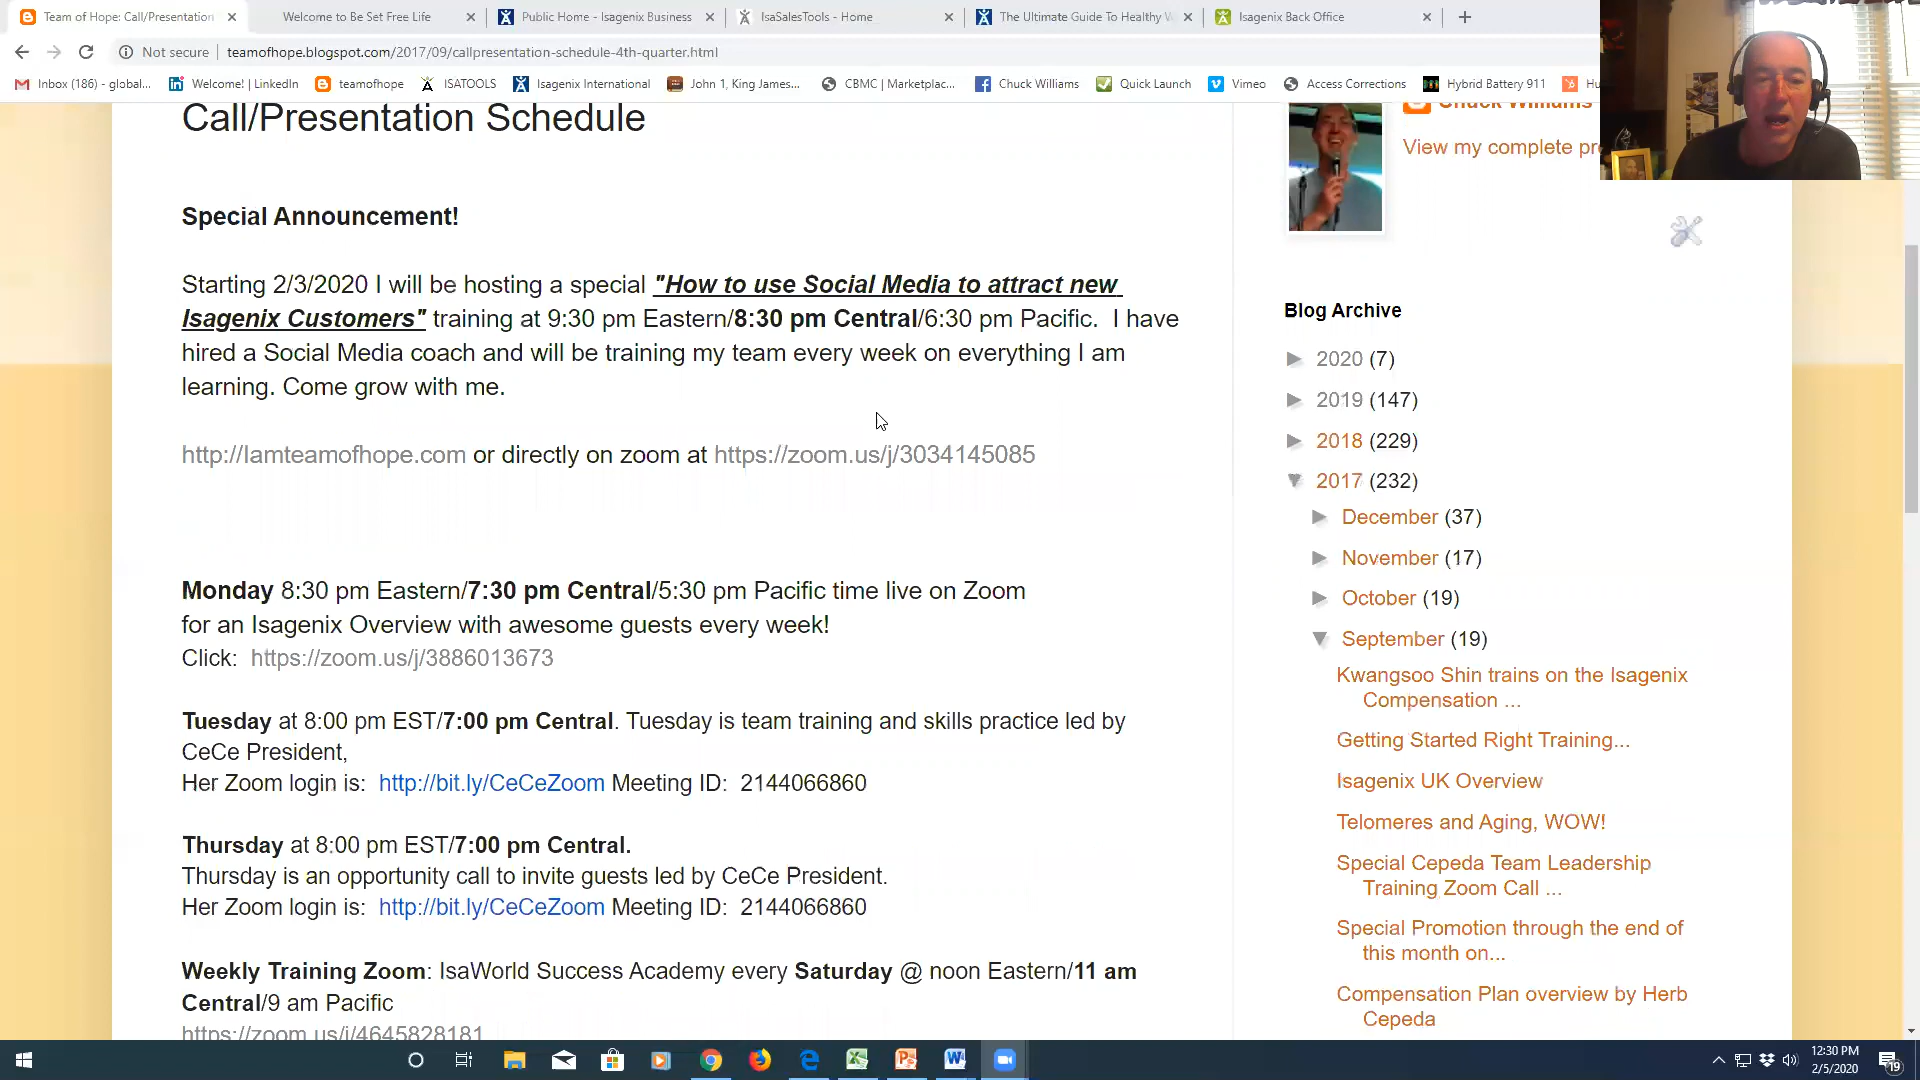 Team of Hope: Call/Presentation
Welcome to Be Set Free Life
Public Home - Isagenix Business
IsaSalesTools - Home
The Ultimate Guide To Healthy W
Isagenix Back Office
Not secure
teamofhope.blogspot.com/2017/09/callpresentation-schedule-4th-quarter.html
Inbox (186) - global...
Welcome! | LinkedIn
teamofhope
ISATOOLS
Isagenix International
John 1, King James...
CBMC | Marketplac...
Chuck Williams
Quick Launch
Vimeo
Access Corrections
Hybrid Battery 911
Hu
Call/Presentation Schedule
Special Announcement!
Starting 2/3/2020 I will be hosting a special "How to use Social Media to attract new
Isagenix Customers" training at 9:30 pm Eastern/8:30 pm Central/6:30 pm Pacific.  I have
hired a Social Media coach and will be training my team every week on everything I am
learning. Come grow with me.
http://Iamteamofhope.com or directly on zoom at https://zoom.us/j/3034145085
Monday 8:30 pm Eastern/7:30 pm Central/5:30 pm Pacific time live on Zoom
for an Isagenix Overview with awesome guests every week!
Click:  https://zoom.us/j/3886013673
Tuesday at 8:00 pm EST/7:00 pm Central. Tuesday is team training and skills practice led by
CeCe President,
Her Zoom login is:  http://bit.ly/CeCeZoom Meeting ID:  2144066860
Thursday at 8:00 pm EST/7:00 pm Central.
Thursday is an opportunity call to invite guests led by CeCe President.
Her Zoom login is:  http://bit.ly/CeCeZoom Meeting ID:  2144066860
Weekly Training Zoom: IsaWorld Success Academy every Saturday @ noon Eastern/11 am
Central/9 am Pacific
https://zoom.us/j/4645828181
Chuck Williams
View my complete pr
Blog Archive
► 2020 (7)
► 2019 (147)
► 2018 (229)
▼ 2017 (232)
► December (37)
► November (17)
► October (19)
▼ September (19)
Kwangsoo Shin trains on the Isagenix
Compensation ...
Getting Started Right Training...
Isagenix UK Overview
Telomeres and Aging, WOW!
Special Cepeda Team Leadership
Training Zoom Call ...
Special Promotion through the end of
this month on...
Compensation Plan overview by Herb
Cepeda
12:30 PM
2/5/2020
19